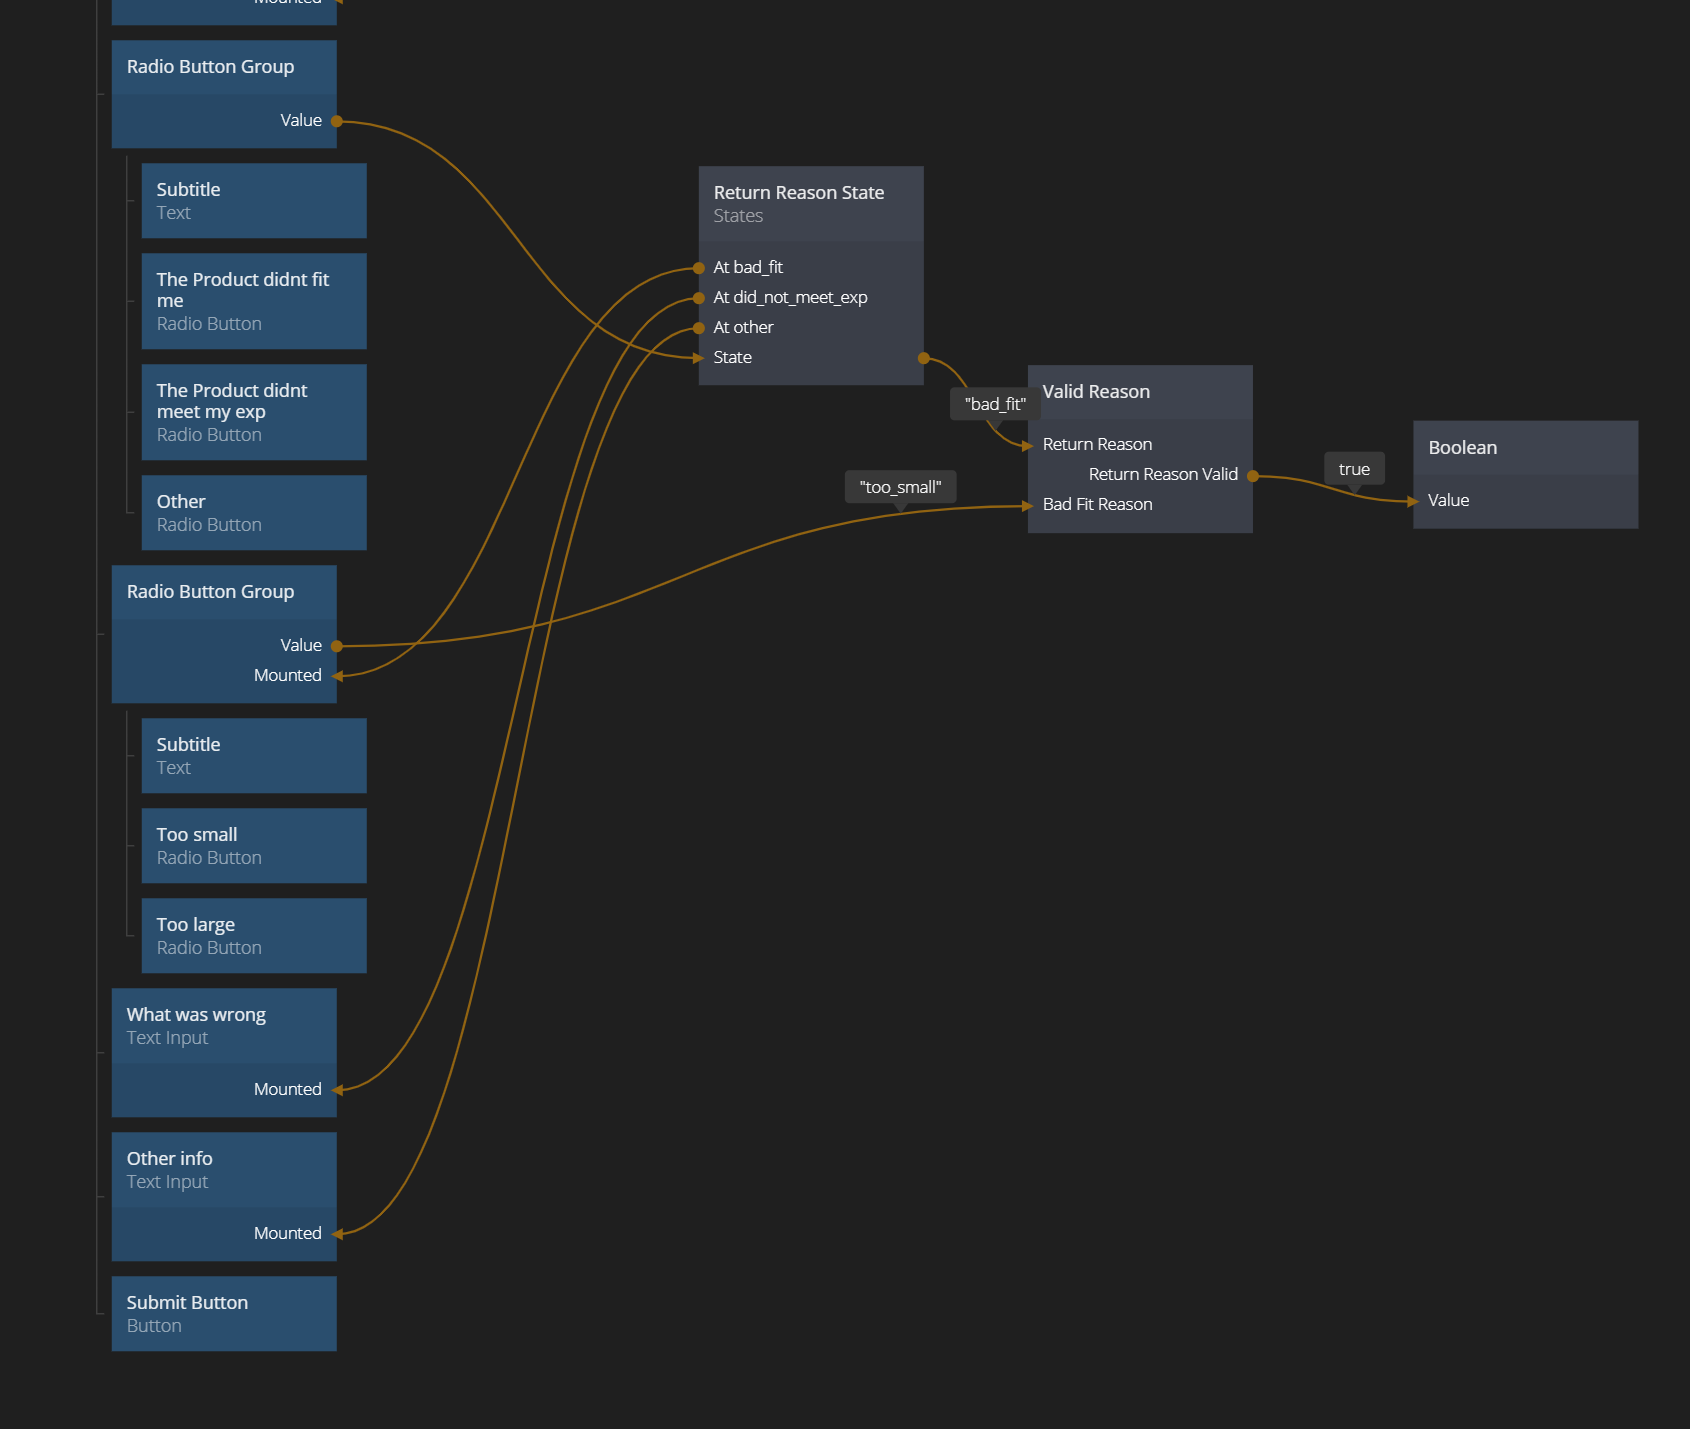 Mounted
Radio Button Group
Value
Subtitle
Text
The Product didnt fit
me
Radio Button
The Product didnt
meet my exp
Radio Button
Other
Radio Button
Radio Button Group
Value
Mounted
Subtitle
Text
Too small
Radio Button
Too large
Radio Button
What was wrong
Text Input
Mounted
Other info
Text Input
Mounted
Submit Button
Button
Return Reason State
States
At bad_fit
At did_not_meet_exp
At other
State
"bad_fit"
"too_small"
Valid Reason
Return Reason
Return Reason Valid
Bad Fit Reason
true
Boolean
Value